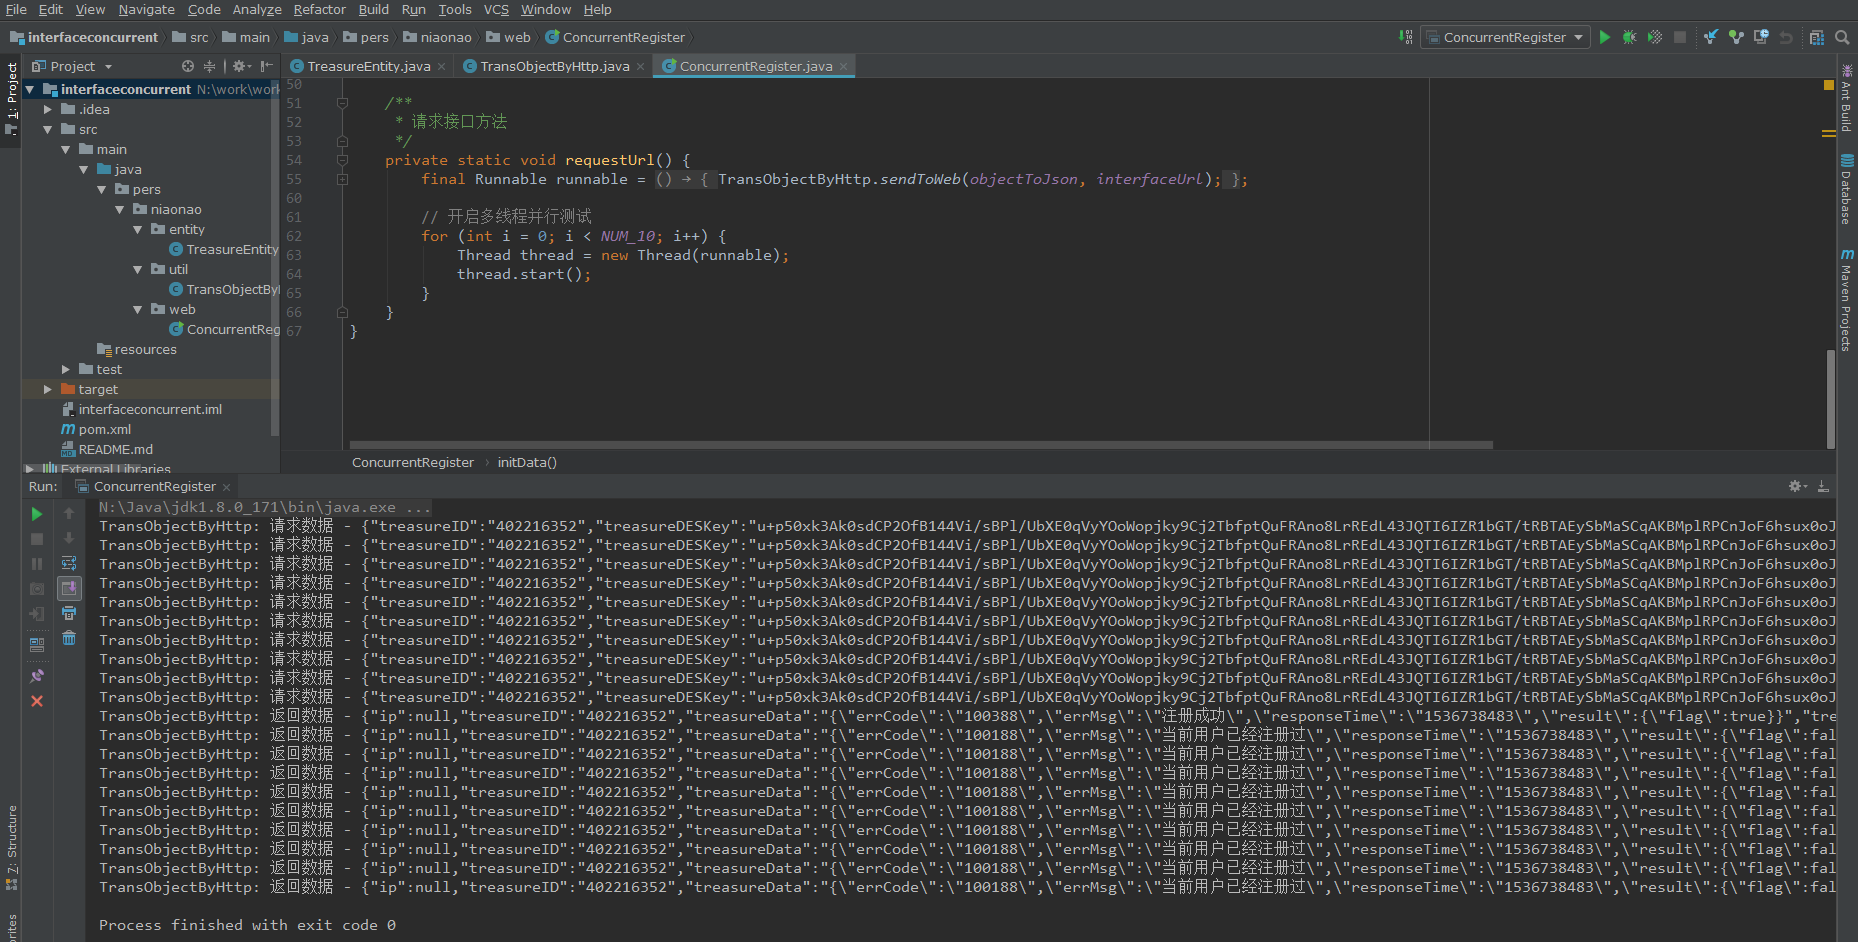 File Edit View Navigate Code Analyze Refactor Build Run Tools VCS Window Help
interfaceconcurrent src main java pers niaonao web ConcurrentRegister
ConcurrentRegister
Project
TreasureEntity.java TransObjectByHttp.java ConcurrentRegister.java
1: Project
interfaceconcurrent N:\work\work
.idea
src
main
java
pers
niaonao
entity
TreasureEntity
util
TransObjectBy
web
ConcurrentReg
resources
test
target
interfaceconcurrent.iml
pom.xml
README.md
External Libraries
50
51 /**
52 * 请求接口方法
53 */
54 private static void requestUrl() {
55 final Runnable runnable = () → { TransObjectByHttp.sendToWeb(objectToJson, interfaceUrl); };
60
61 // 开启多线程并行测试
62 for (int i = 0; i < NUM_10; i++) {
63 Thread thread = new Thread(runnable);
64 thread.start();
65 }
66 }
67 }
ConcurrentRegister › initData()
Ant Build
Database
Maven Projects
Run: ConcurrentRegister
N:\Java\jdk1.8.0_171\bin\java.exe ...
TransObjectByHttp: 请求数据 - {"treasureID":"402216352","treasureDESKey":"u+p50xk3Ak0sdCP2OfB144Vi/sBPl/UbXE0qVyYOoWopjky9Cj2TbfptQuFRAno8LrREdL43JQTI6IZR1bGT/tRBTAEySbMaSCqAKBMplRPCnJoF6hsux0oJ
TransObjectByHttp: 请求数据 - {"treasureID":"402216352","treasureDESKey":"u+p50xk3Ak0sdCP2OfB144Vi/sBPl/UbXE0qVyYOoWopjky9Cj2TbfptQuFRAno8LrREdL43JQTI6IZR1bGT/tRBTAEySbMaSCqAKBMplRPCnJoF6hsux0oJ
TransObjectByHttp: 请求数据 - {"treasureID":"402216352","treasureDESKey":"u+p50xk3Ak0sdCP2OfB144Vi/sBPl/UbXE0qVyYOoWopjky9Cj2TbfptQuFRAno8LrREdL43JQTI6IZR1bGT/tRBTAEySbMaSCqAKBMplRPCnJoF6hsux0oJ
TransObjectByHttp: 请求数据 - {"treasureID":"402216352","treasureDESKey":"u+p50xk3Ak0sdCP2OfB144Vi/sBPl/UbXE0qVyYOoWopjky9Cj2TbfptQuFRAno8LrREdL43JQTI6IZR1bGT/tRBTAEySbMaSCqAKBMplRPCnJoF6hsux0oJ
TransObjectByHttp: 请求数据 - {"treasureID":"402216352","treasureDESKey":"u+p50xk3Ak0sdCP2OfB144Vi/sBPl/UbXE0qVyYOoWopjky9Cj2TbfptQuFRAno8LrREdL43JQTI6IZR1bGT/tRBTAEySbMaSCqAKBMplRPCnJoF6hsux0oJ
TransObjectByHttp: 请求数据 - {"treasureID":"402216352","treasureDESKey":"u+p50xk3Ak0sdCP2OfB144Vi/sBPl/UbXE0qVyYOoWopjky9Cj2TbfptQuFRAno8LrREdL43JQTI6IZR1bGT/tRBTAEySbMaSCqAKBMplRPCnJoF6hsux0oJ
TransObjectByHttp: 请求数据 - {"treasureID":"402216352","treasureDESKey":"u+p50xk3Ak0sdCP2OfB144Vi/sBPl/UbXE0qVyYOoWopjky9Cj2TbfptQuFRAno8LrREdL43JQTI6IZR1bGT/tRBTAEySbMaSCqAKBMplRPCnJoF6hsux0oJ
TransObjectByHttp: 请求数据 - {"treasureID":"402216352","treasureDESKey":"u+p50xk3Ak0sdCP2OfB144Vi/sBPl/UbXE0qVyYOoWopjky9Cj2TbfptQuFRAno8LrREdL43JQTI6IZR1bGT/tRBTAEySbMaSCqAKBMplRPCnJoF6hsux0oJ
TransObjectByHttp: 请求数据 - {"treasureID":"402216352","treasureDESKey":"u+p50xk3Ak0sdCP2OfB144Vi/sBPl/UbXE0qVyYOoWopjky9Cj2TbfptQuFRAno8LrREdL43JQTI6IZR1bGT/tRBTAEySbMaSCqAKBMplRPCnJoF6hsux0oJ
TransObjectByHttp: 请求数据 - {"treasureID":"402216352","treasureDESKey":"u+p50xk3Ak0sdCP2OfB144Vi/sBPl/UbXE0qVyYOoWopjky9Cj2TbfptQuFRAno8LrREdL43JQTI6IZR1bGT/tRBTAEySbMaSCqAKBMplRPCnJoF6hsux0oJ
TransObjectByHttp: 返回数据 - {"ip":null,"treasureID":"402216352","treasureData":"{\"errCode\":\"100388\",\"errMsg\":\"注册成功\",\"responseTime\":\"1536738483\",\"result\":{\"flag\":true}}","tre
TransObjectByHttp: 返回数据 - {"ip":null,"treasureID":"402216352","treasureData":"{\"errCode\":\"100188\",\"errMsg\":\"当前用户已经注册过\",\"responseTime\":\"1536738483\",\"result\":{\"flag\":fal
TransObjectByHttp: 返回数据 - {"ip":null,"treasureID":"402216352","treasureData":"{\"errCode\":\"100188\",\"errMsg\":\"当前用户已经注册过\",\"responseTime\":\"1536738483\",\"result\":{\"flag\":fal
TransObjectByHttp: 返回数据 - {"ip":null,"treasureID":"402216352","treasureData":"{\"errCode\":\"100188\",\"errMsg\":\"当前用户已经注册过\",\"responseTime\":\"1536738483\",\"result\":{\"flag\":fal
TransObjectByHttp: 返回数据 - {"ip":null,"treasureID":"402216352","treasureData":"{\"errCode\":\"100188\",\"errMsg\":\"当前用户已经注册过\",\"responseTime\":\"1536738483\",\"result\":{\"flag\":fal
TransObjectByHttp: 返回数据 - {"ip":null,"treasureID":"402216352","treasureData":"{\"errCode\":\"100188\",\"errMsg\":\"当前用户已经注册过\",\"responseTime\":\"1536738483\",\"result\":{\"flag\":fal
TransObjectByHttp: 返回数据 - {"ip":null,"treasureID":"402216352","treasureData":"{\"errCode\":\"100188\",\"errMsg\":\"当前用户已经注册过\",\"responseTime\":\"1536738483\",\"result\":{\"flag\":fal
TransObjectByHttp: 返回数据 - {"ip":null,"treasureID":"402216352","treasureData":"{\"errCode\":\"100188\",\"errMsg\":\"当前用户已经注册过\",\"responseTime\":\"1536738483\",\"result\":{\"flag\":fal
TransObjectByHttp: 返回数据 - {"ip":null,"treasureID":"402216352","treasureData":"{\"errCode\":\"100188\",\"errMsg\":\"当前用户已经注册过\",\"responseTime\":\"1536738483\",\"result\":{\"flag\":fal
TransObjectByHttp: 返回数据 - {"ip":null,"treasureID":"402216352","treasureData":"{\"errCode\":\"100188\",\"errMsg\":\"当前用户已经注册过\",\"responseTime\":\"1536738483\",\"result\":{\"flag\":fal
Process finished with exit code 0
7: Structure
orites